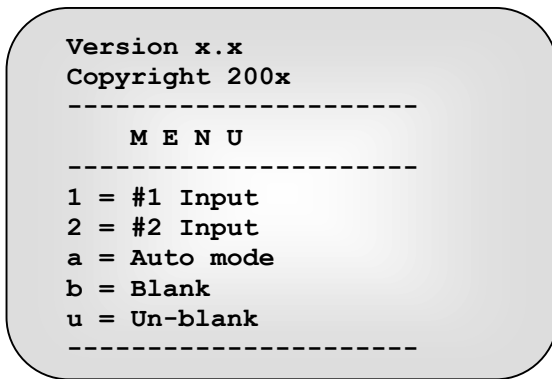 Version x.x
Copyright 200x
----------------------
M E N U
----------------------
1 = #1 Input
2 = #2 Input
a = Auto mode
b = Blank
u = Un-blank
----------------------